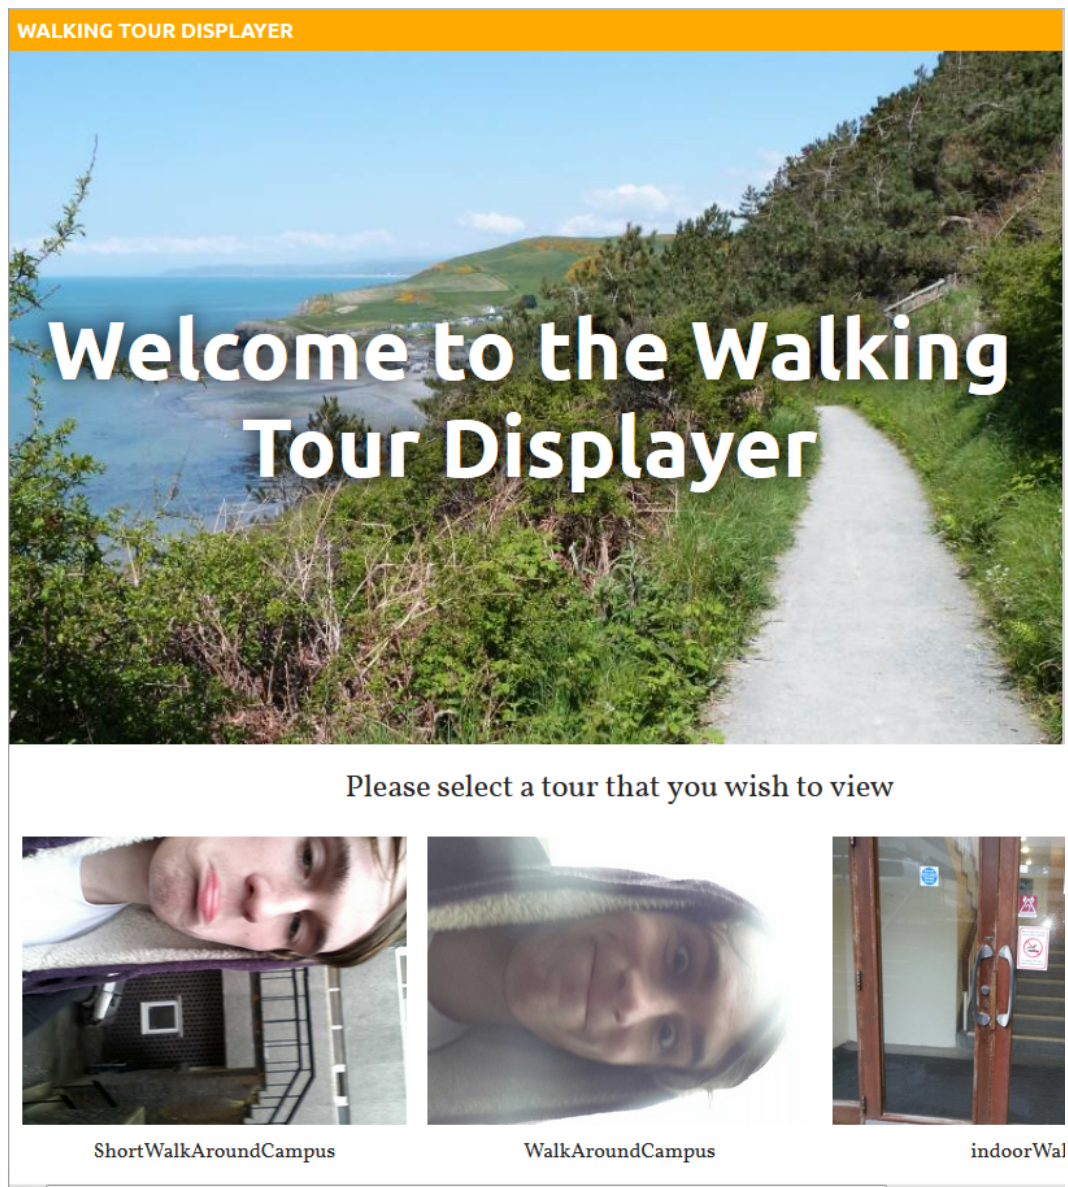 WALKING TOUR DISPLAYER
Welcome to the Walking
Tour Displayer
Please select a tour that you wish to view
ShortWalkAroundCampus
WalkAroundCampus